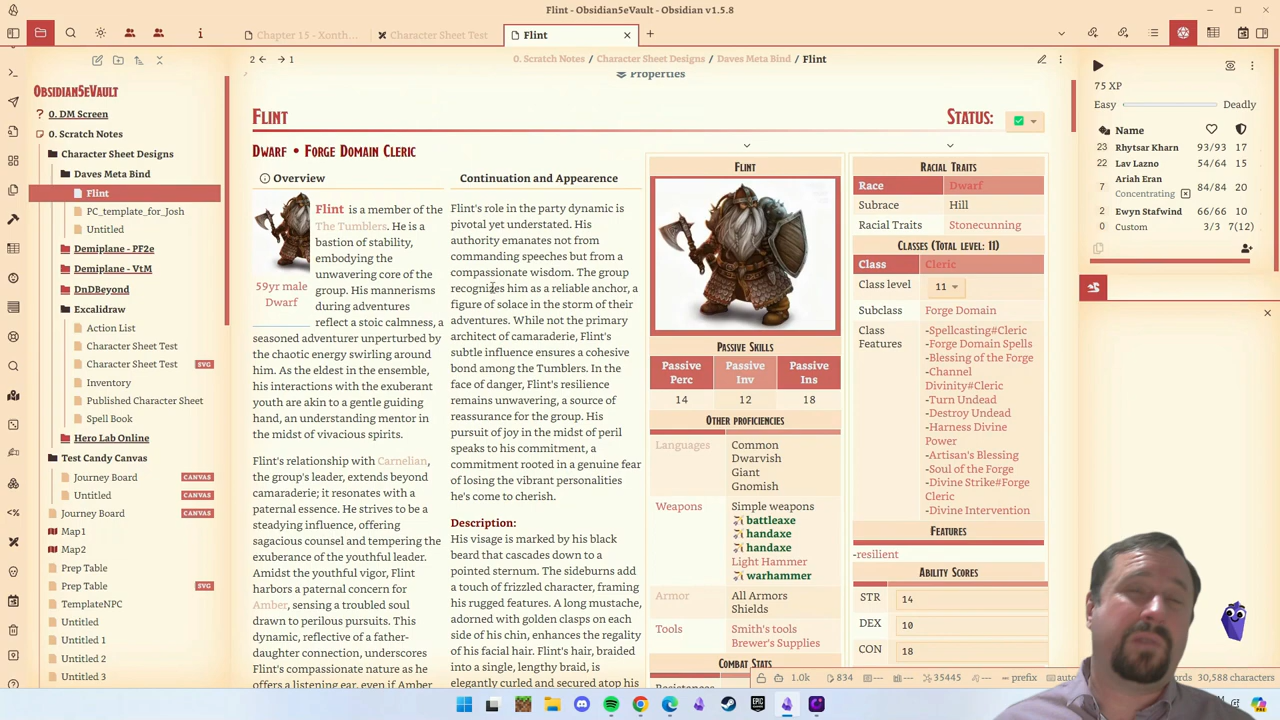 Flint - Obsidian5eVault - Obsidian v1.5.8
Chapter 15 - Xonth...
Character Sheet Test
Flint
2 ← → 1
0. Scratch Notes / Character Sheet Designs / Daves Meta Bind / Flint
Properties
Obsidian5eVault
0. DM Screen
0. Scratch Notes
Character Sheet Designs
Daves Meta Bind
Flint
PC_template_for_Josh
Untitled
Demiplane - PF2e
Demiplane - VtM
DnDBeyond
Excalidraw
Action List
Character Sheet Test
Character Sheet Test SVG
Inventory
Published Character Sheet
Spell Book
Hero Lab Online
Test Candy Canvas
Journey Board CANVAS
Untitled CANVAS
Journey Board
Map1
Map2
Prep Table
Prep Table SVG
TemplateNPC
Untitled
Untitled 1
Untitled 2
Untitled 3
Flint
Status:
Dwarf • Forge Domain Cleric
Overview
59yr male
Dwarf
Flint is a member of the
The Tumblers. He is a
bastion of stability,
embodying the
unwavering core of the
group. His mannerisms
during adventures
reflect a stoic calmness, a
seasoned adventurer unperturbed by
the chaotic energy swirling around
him. As the eldest in the ensemble,
his interactions with the exuberant
youth are akin to a gentle guiding
hand, an understanding mentor in
the midst of vivacious spirits.
Flint's relationship with Carnelian,
the group's leader, extends beyond
camaraderie; it resonates with a
paternal essence. He strives to be a
steadying influence, offering
sagacious counsel and tempering the
exuberance of the youthful leader.
Amidst the youthful vigor, Flint
harbors a paternal concern for
Amber, sensing a troubled soul
drawn to perilous pursuits. This
dynamic, reflective of a father-
daughter connection, underscores
Flint's compassionate nature as he
offers a listening ear, even if Amber
Continuation and Appearence
Flint's role in the party dynamic is
pivotal yet understated. His
authority emanates not from
commanding speeches but from a
compassionate wisdom. The group
recognizes him as a reliable anchor, a
figure of solace in the storm of their
adventures. While not the primary
architect of camaraderie, Flint's
subtle influence ensures a cohesive
bond among the Tumblers. In the
face of danger, Flint's resilience
remains unwavering, a source of
reassurance for the group. His
pursuit of joy in the midst of peril
speaks to his commitment, a
commitment rooted in a genuine fear
of losing the vibrant personalities
he's come to cherish.
Description:
His visage is marked by his black
beard that cascades down to a
pointed sternum. The sideburns add
a touch of frizzled character, framing
his rugged features. A long mustache,
adorned with golden clasps on each
side of his chin, enhances the regality
of his facial hair. Flint's hair, braided
into a single, lengthy braid, is
elegantly curled and secured atop his
Flint
Passive Skills
Passive Perc
Passive Inv
Passive Ins
14 12 18
Other proficiencies
Languages
Common
Dwarvish
Giant
Gnomish
Weapons
Simple weapons
battleaxe
handaxe
handaxe
Light Hammer
warhammer
Armor
All Armors
Shields
Tools
Smith's tools
Brewer's Supplies
Combat Stats
Racial Traits
Race Dwarf
Subrace Hill
Racial Traits Stonecunning
Classes (Total level: 11)
Class Cleric
Class level 11
Subclass Forge Domain
Class Features
-Spellcasting#Cleric
-Forge Domain Spells
-Blessing of the Forge
-Channel
Divinity#Cleric
-Turn Undead
-Destroy Undead
-Harness Divine
Power
-Artisan's Blessing
-Soul of the Forge
-Divine Strike#Forge
Cleric
-Divine Intervention
Features
-resilient
Ability Scores
STR 14
DEX 10
CON 18
75 XP
Easy Deadly
Name
23 Rhytsar Kharn 93/93 17
22 Lav Lazno 54/64 15
7 Ariah Eran 84/84 20
Concentrating
2 Ewyn Stafwind 66/66 10
0 Custom 3/3 7(12)
1.0k 834 --- 35445 --- prefix auto
30,588 characters